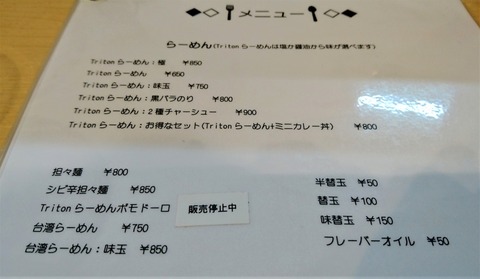 メニュー
らーめん(Tritonらーめんは塩か醤油から味が選べます)
Tritonらーめん:極 ¥850
Tritonらーめん ¥650
Tritonらーめん:味玉 ¥750
Tritonらーめん:黒バラのり ¥800
Tritonらーめん:2種チャーシュー ¥900
Tritonらーめん:お得なセット(Tritonらーめん+ミニカレー丼) ¥800
担々麺 ¥800
シビ辛担々麺 ¥850
Tritonらーめんポモドーロ 販売停止中
台湾らーめん ¥750
台湾らーめん:味玉 ¥850
半替玉 ¥50
替玉 ¥100
味替玉 ¥150
フレーバーオイル ¥50